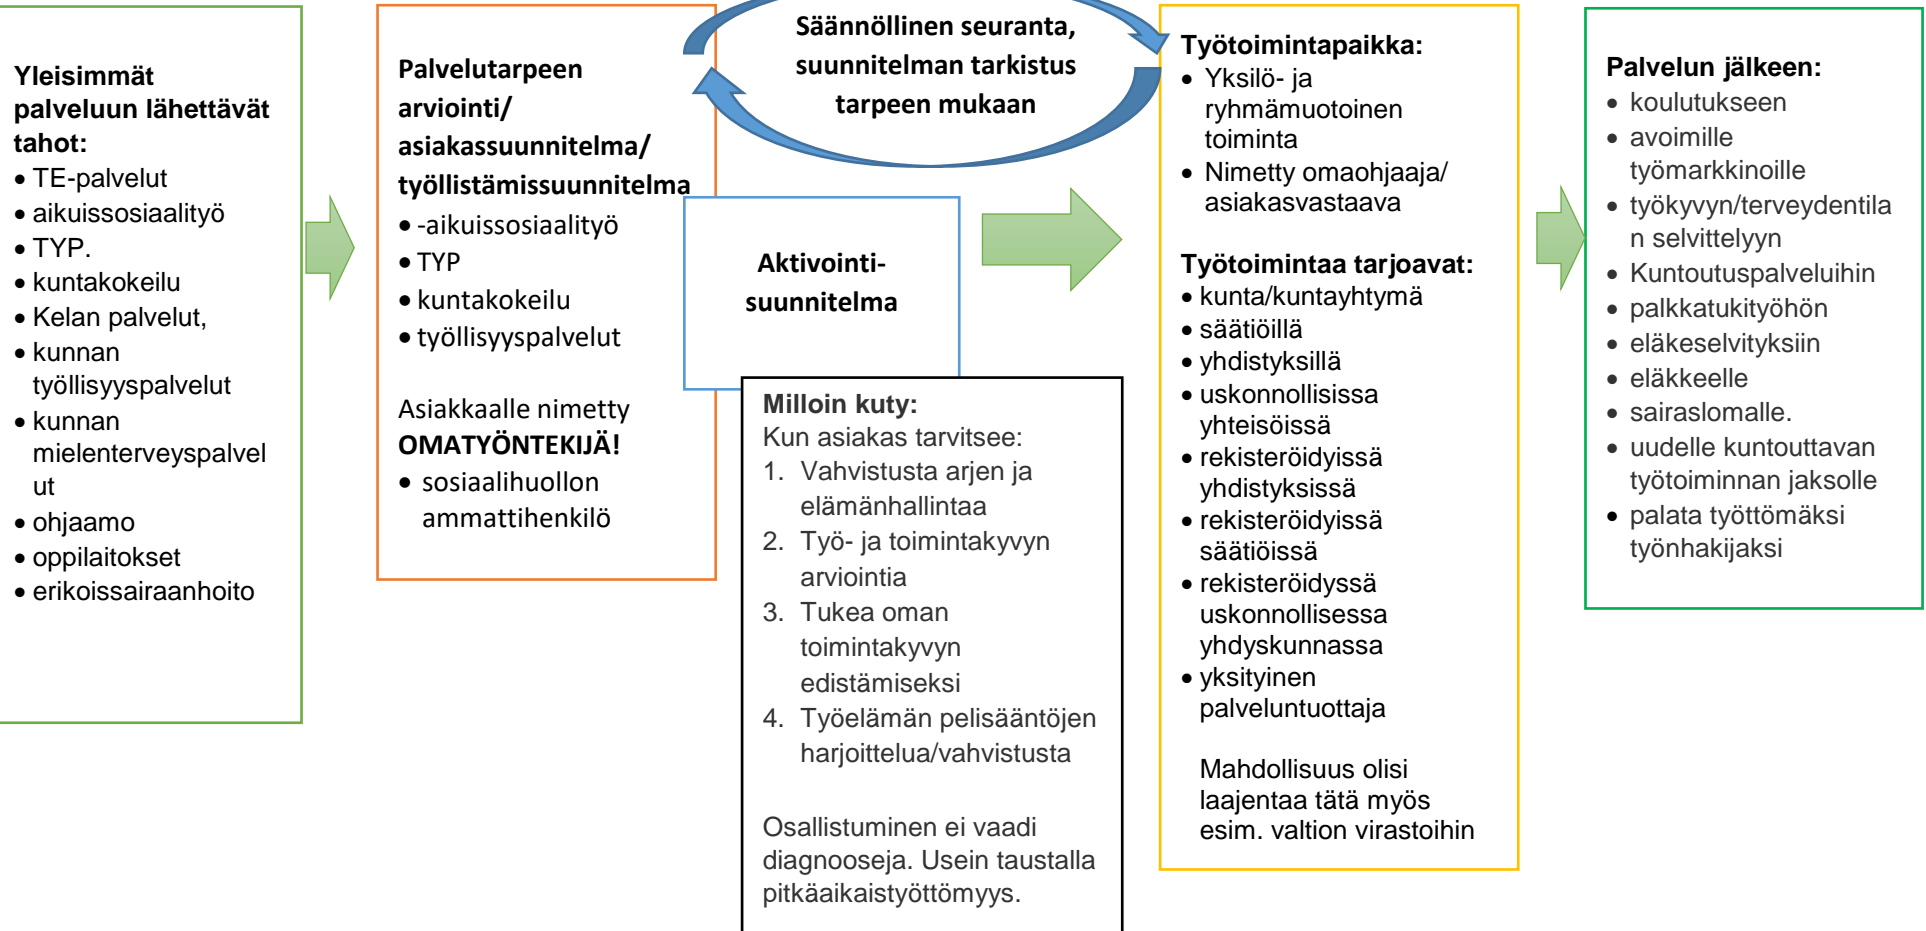 Yleisimmät
palveluun lähettävät
tahot:
• TE-palvelut
• aikuissosiaalityö
• TYP.
• kuntakokeilu
• Kelan palvelut,
• kunnan
työllisyyspalvelut
• kunnan
mielenterveyspalvel
ut
• ohjaamo
• oppilaitokset
• erikoissairaanhoito
Palvelutarpeen
arviointi/
asiakassuunnitelma/
työllistämissuunnitelma
• -aikuissosiaalityö
• TYP
• kuntakokeilu
• työllisyyspalvelut
Asiakkaalle nimetty
OMATYÖNTEKIJÄ!
• sosiaalihuollon
ammattihenkilö
Säännöllinen seuranta,
suunnitelman tarkistus
tarpeen mukaan
Aktivointi-
suunnitelma
Milloin kuty:
Kun asiakas tarvitsee:
1. Vahvistusta arjen ja
elämänhallintaa
2. Työ- ja toimintakyvyn
arviointia
3. Tukea oman
toimintakyvyn
edistämiseksi
4. Työelämän pelisääntöjen
harjoittelua/vahvistusta
Osallistuminen ei vaadi
diagnooseja. Usein taustalla
pitkäaikaistyöttömyys.
Työtoimintapaikka:
• Yksilö- ja
ryhmämuotoinen
toiminta
• Nimetty omaohjaaja/
asiakasvastaava
Työtoimintaa tarjoavat:
• kunta/kuntayhtymä
• säätiöillä
• yhdistyksillä
• uskonnollisissa
yhteisöissä
• rekisteröidyissä
yhdistyksissä
• rekisteröidyissä
säätiöissä
• rekisteröidyssä
uskonnollisessa
yhdyskunnassa
• yksityinen
palveluntuottaja
Mahdollisuus olisi
laajentaa tätä myös
esim. valtion virastoihin
Palvelun jälkeen:
• koulutukseen
• avoimille
työmarkkinoille
• työkyvyn/terveydentila
n selvittelyyn
• Kuntoutuspalveluihin
• palkkatukityöhön
• eläkeselvityksiin
• eläkkeelle
• sairaslomalle.
• uudelle kuntouttavan
työtoiminnan jaksolle
• palata työttömäksi
työnhakijaksi